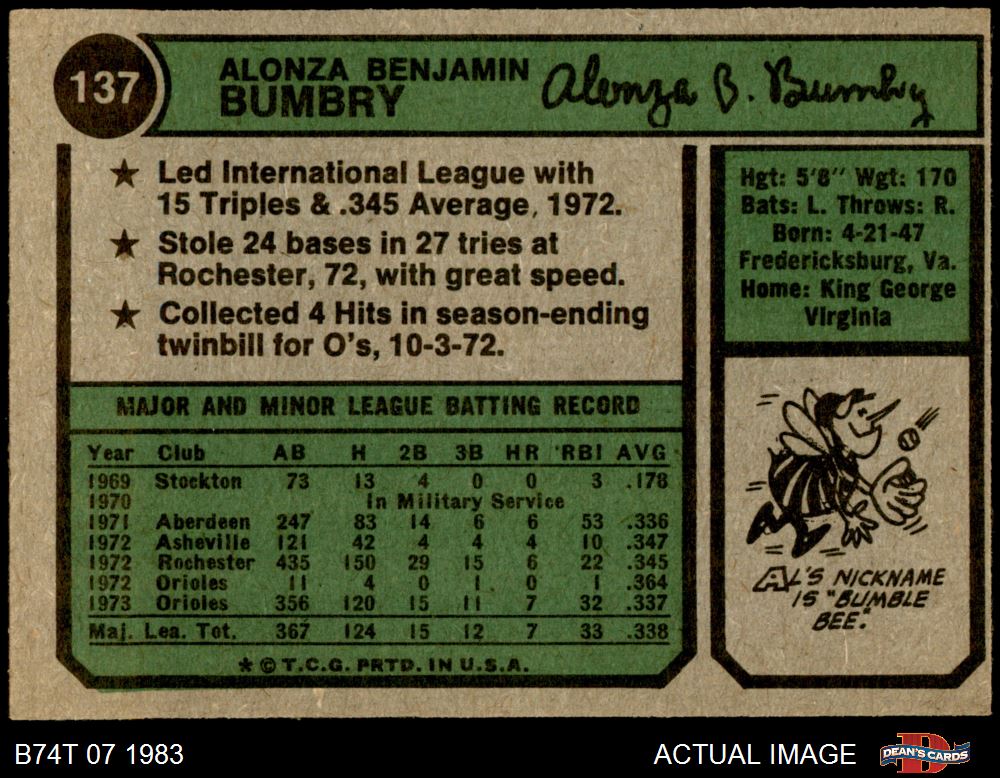 137
ALONZA BENJAMIN
BUMBRY
Alonza B. Bumbry
★ Led International League with
15 Triples & .345 Average, 1972.
★ Stole 24 bases in 27 tries at
Rochester, 72, with great speed.
★ Collected 4 Hits in season-ending
twinbill for O's, 10-3-72.
Hgt: 5'8" Wgt: 170
Bats: L. Throws: R.
Born: 4-21-47
Fredericksburg, Va.
Home: King George
Virginia
MAJOR AND MINOR LEAGUE BATTING RECORD
Year Club AB H 2B 3B HR RBI AVG
1969 Stockton 73 13 4 0 0 3 .178
1970 In Military Service
1971 Aberdeen 247 83 14 6 6 53 .336
1972 Asheville 121 42 4 4 4 10 .347
1972 Rochester 435 150 29 15 6 22 .345
1972 Orioles 11 4 0 1 0 1 .364
1973 Orioles 356 120 15 11 7 32 .337
Maj. Lea. Tot. 367 124 15 12 7 33 .338
* © T.C.G. PRTD. IN U.S.A.
AL'S NICKNAME
IS "BUMBLE
BEE."
B74T 07 1983
ACTUAL IMAGE
DEAN'S CARDS